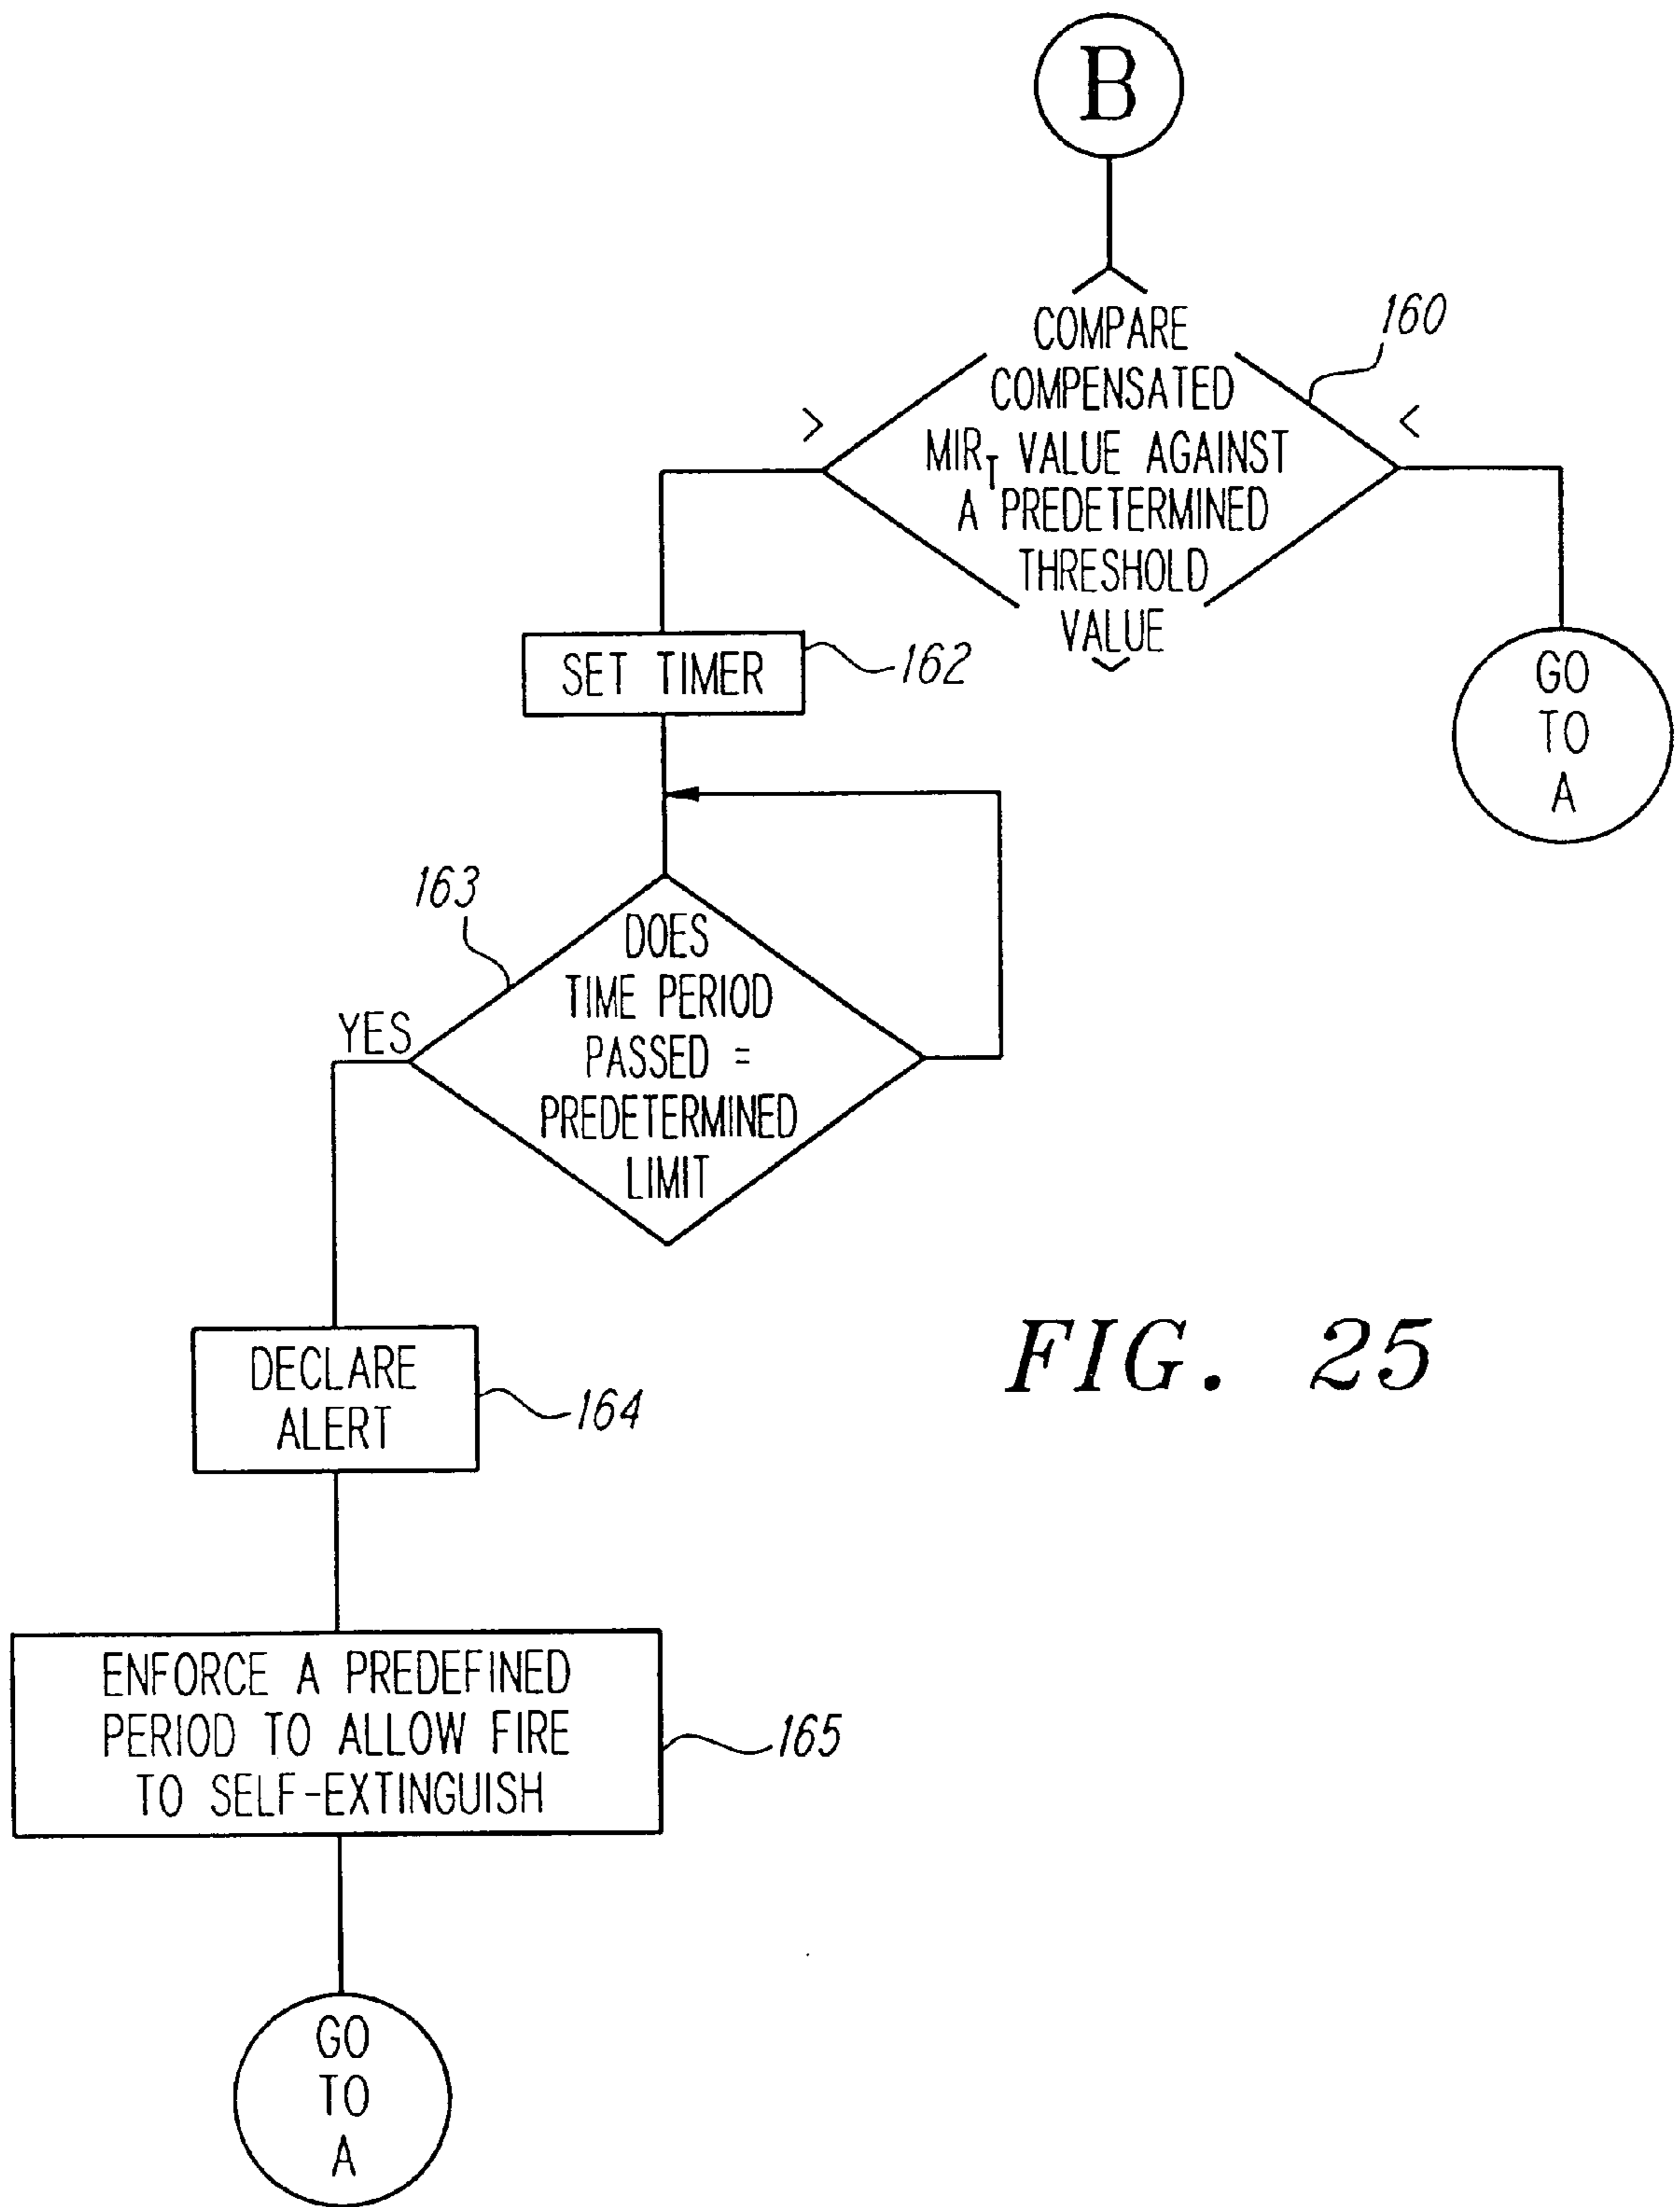 B
COMPARE
COMPENSATED
MIR_T VALUE AGAINST
A PREDETERMINED
THRESHOLD
VALUE
160
>
<
SET TIMER
162
GO
TO
A
163
DOES
TIME PERIOD
PASSED =
PREDETERMINED
LIMIT
YES
DECLARE
ALERT
164
FIG. 25
ENFORCE A PREDEFINED
PERIOD TO ALLOW FIRE
TO SELF-EXTINGUISH
165
GO
TO
A